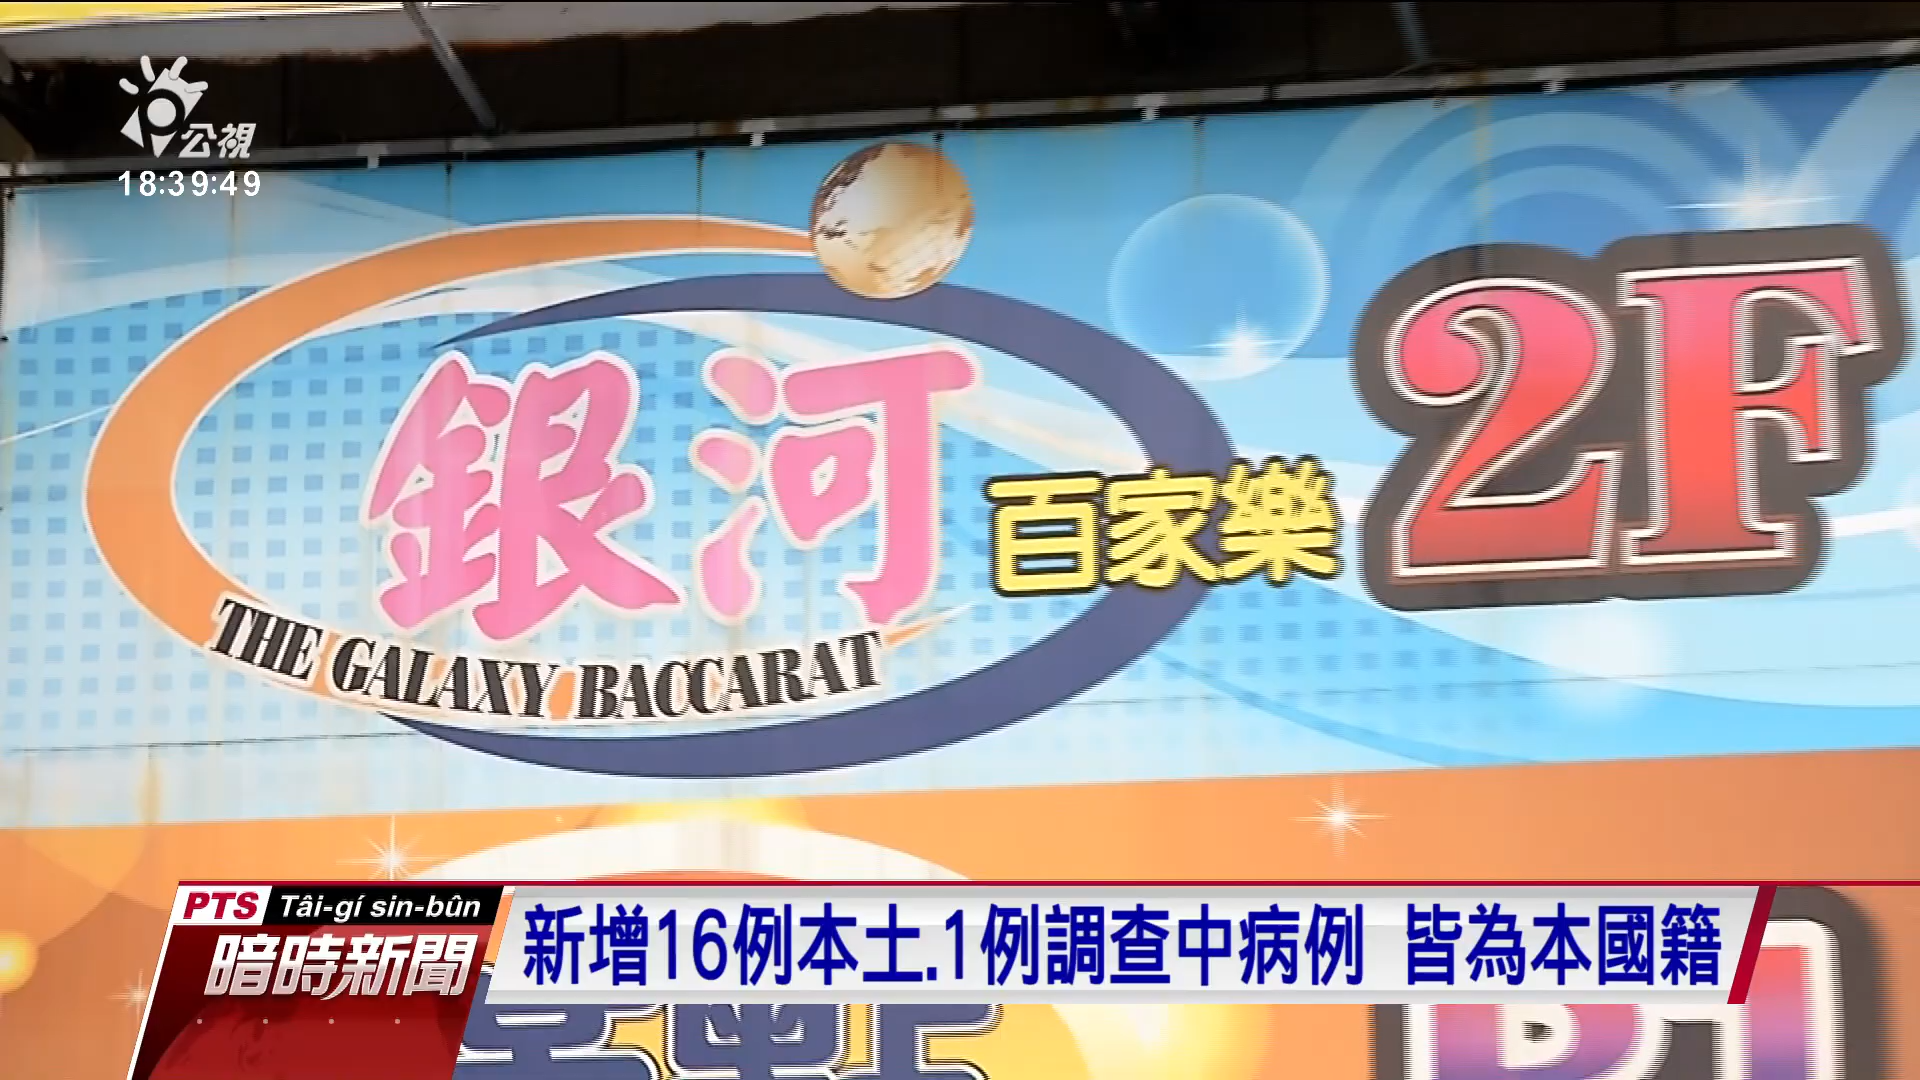 公視
18:39:49
銀河
百家樂
2F
THE GALAXY BACCARAT
PTS Tâi-gí sin-bûn
暗時新聞
新增16例本土.1例調查中病例 皆為本國籍
B1